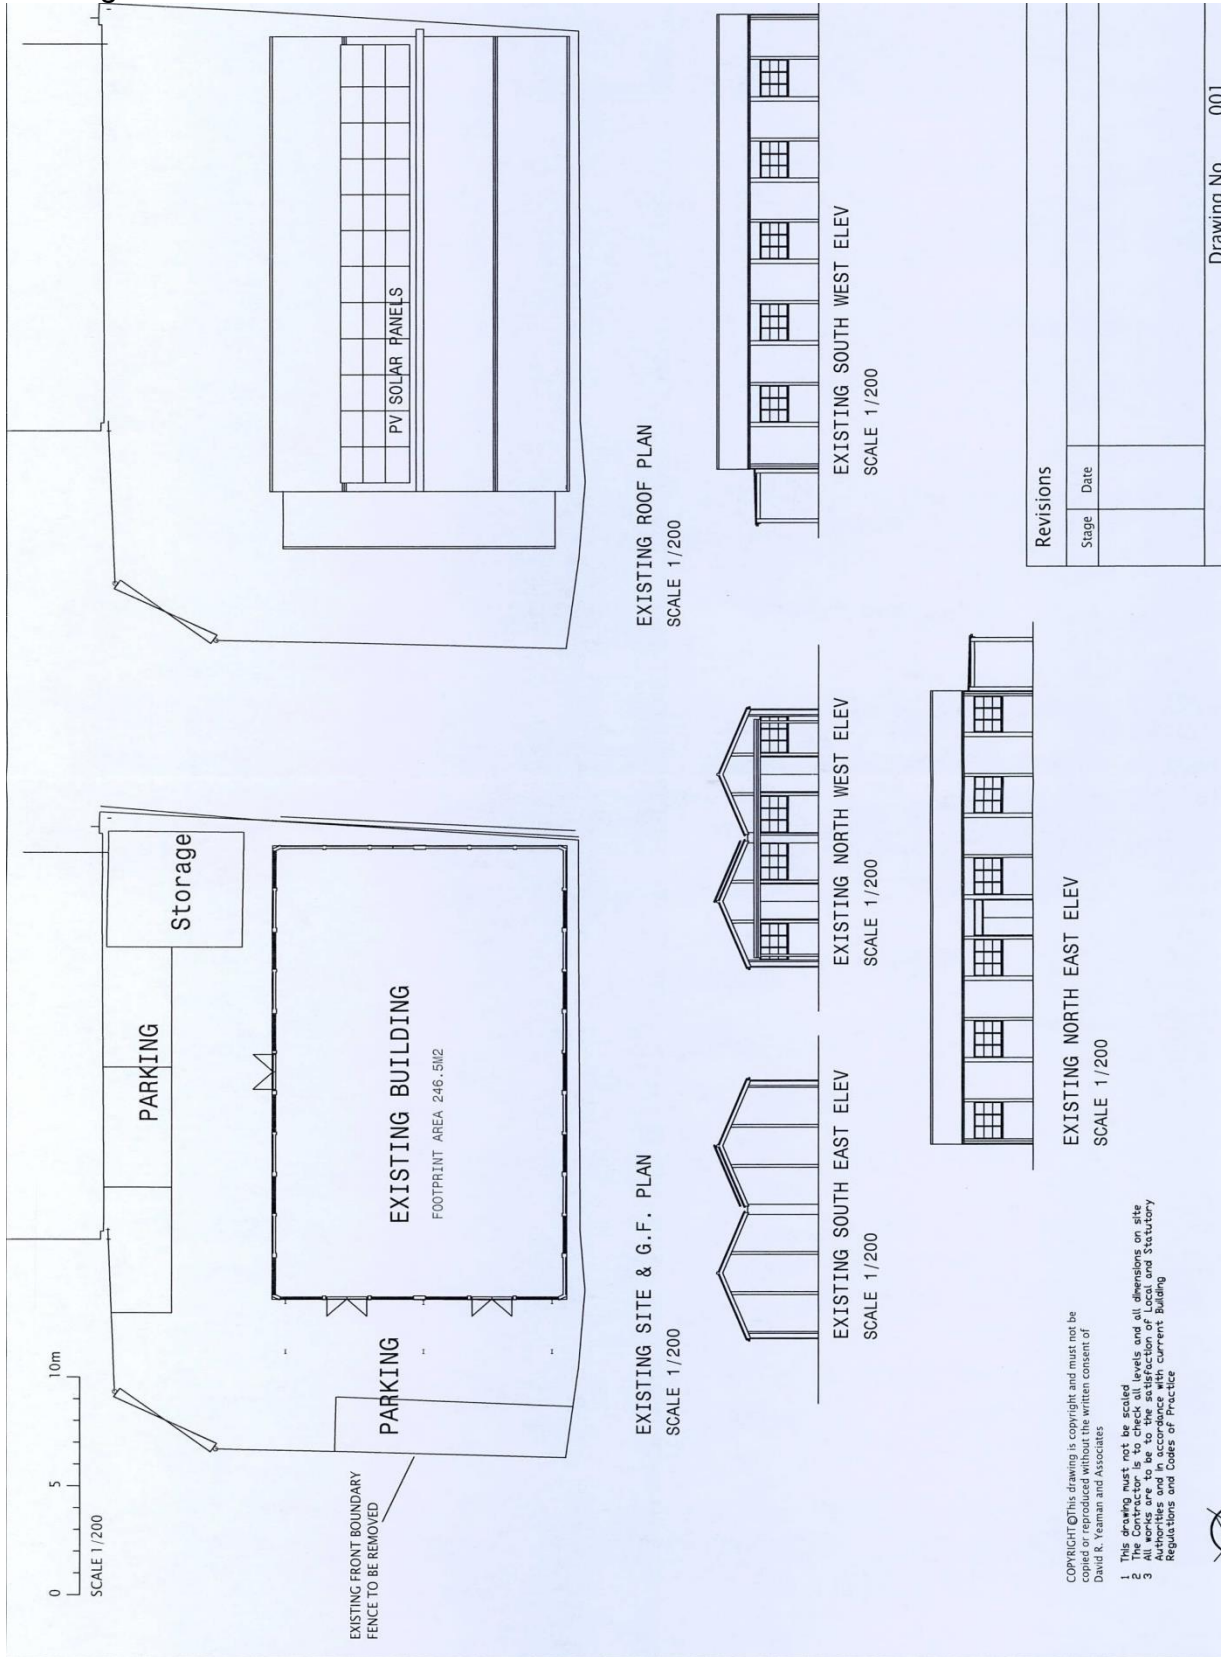 0 5 10m
SCALE 1/200
EXISTING FRONT BOUNDARY
FENCE TO BE REMOVED
PARKING
Storage
PARKING
EXISTING BUILDING
FOOTPRINT AREA 246.5M2
EXISTING SITE & G.F. PLAN
SCALE 1/200
PV SOLAR PANELS
EXISTING ROOF PLAN
SCALE 1/200
EXISTING SOUTH EAST ELEV
SCALE 1/200
EXISTING NORTH WEST ELEV
SCALE 1/200
EXISTING SOUTH WEST ELEV
SCALE 1/200
EXISTING NORTH EAST ELEV
SCALE 1/200
COPYRIGHT ©This drawing is copyright and must not be
copied or reproduced without the written consent of
David R. Yeaman and Associates
1 This drawing must not be scaled
2 The Contractor is to check all levels and all dimensions on site
3 All works are to be to the satisfaction of Local and Statutory
Authorities and in accordance with current Building
Regulations and Codes of Practice
Revisions
Stage Date
Drawing No 001